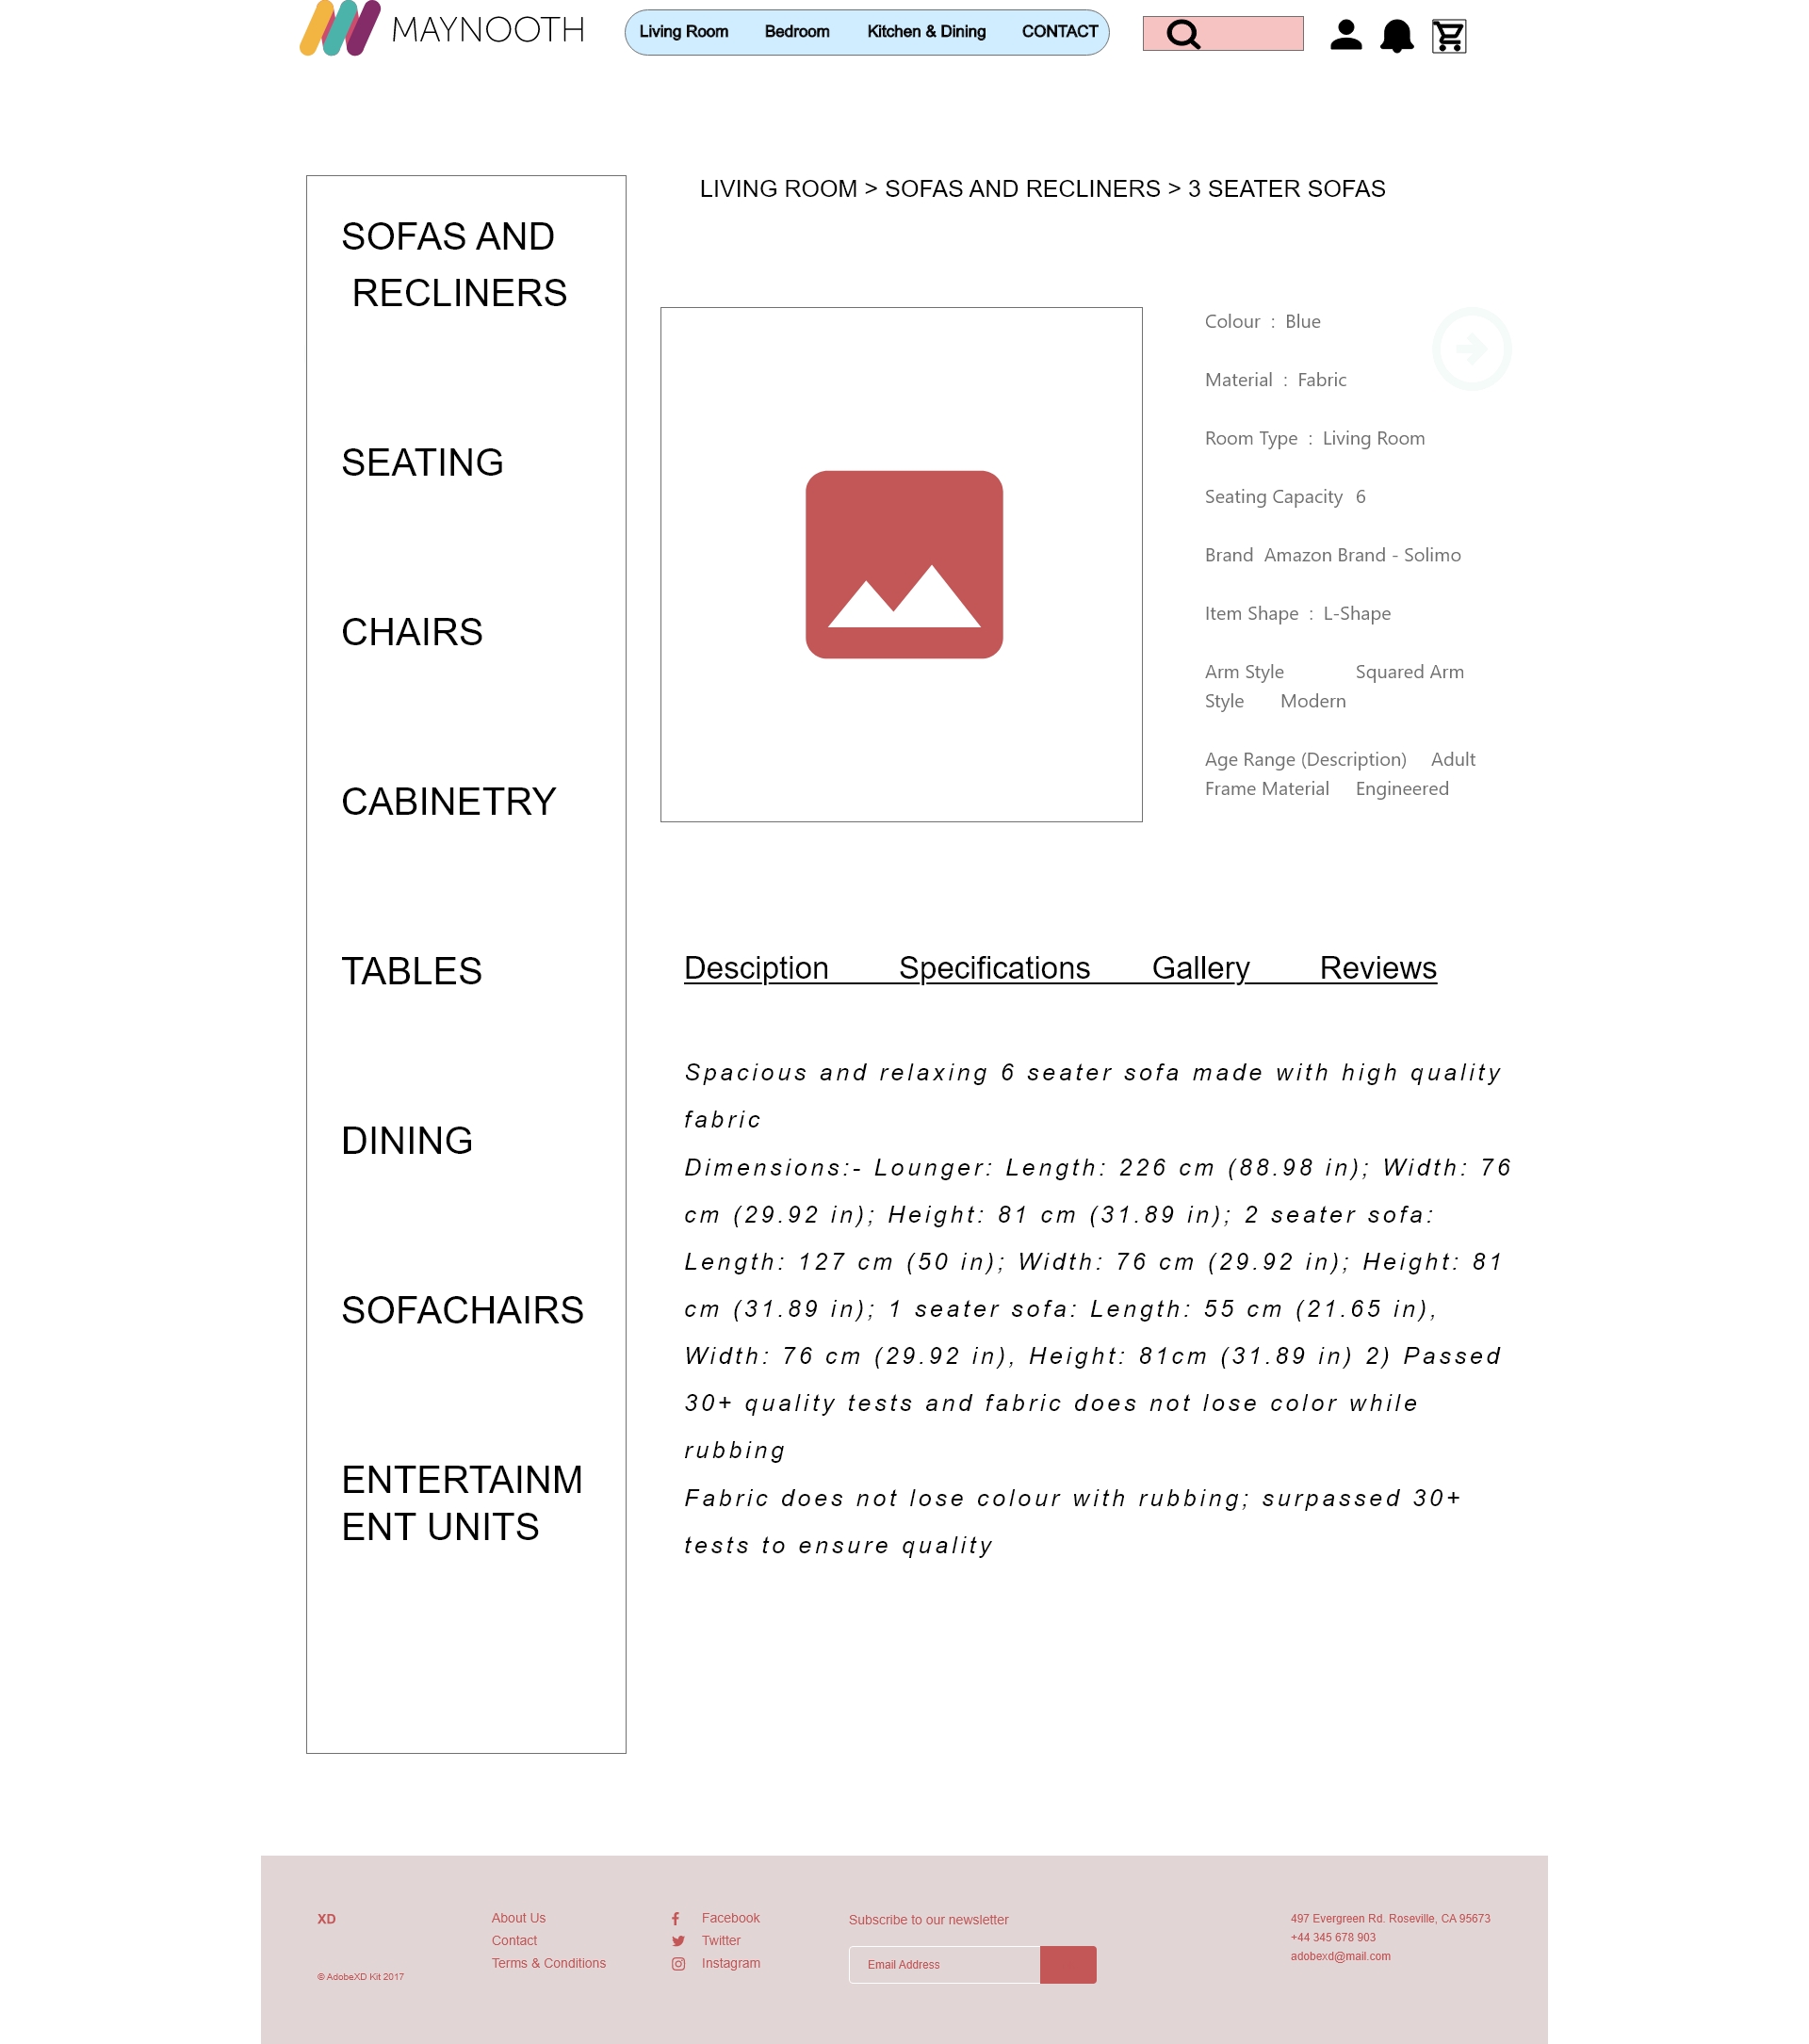 MAYNOOTH
Living Room Bedroom Kitchen & Dining CONTACT
LIVING ROOM > SOFAS AND RECLINERS > 3 SEATER SOFAS
SOFAS AND
RECLINERS
SEATING
CHAIRS
CABINETRY
TABLES
DINING
SOFACHAIRS
ENTERTAINM
ENT UNITS
Colour : Blue
Material : Fabric
Room Type : Living Room
Seating Capacity 6
Brand Amazon Brand - Solimo
Item Shape : L-Shape
Arm Style Squared Arm
Style Modern
Age Range (Description) Adult
Frame Material Engineered
Desciption Specifications Gallery Reviews
Spacious and relaxing 6 seater sofa made with high quality
fabric
Dimensions:- Lounger: Length: 226 cm (88.98 in); Width: 76
cm (29.92 in); Height: 81 cm (31.89 in); 2 seater sofa:
Length: 127 cm (50 in); Width: 76 cm (29.92 in); Height: 81
cm (31.89 in); 1 seater sofa: Length: 55 cm (21.65 in),
Width: 76 cm (29.92 in), Height: 81cm (31.89 in) 2) Passed
30+ quality tests and fabric does not lose color while
rubbing
Fabric does not lose colour with rubbing; surpassed 30+
tests to ensure quality
XD
© AdobeXD Kit 2017
About Us
Contact
Terms & Conditions
Facebook
Twitter
Instagram
Subscribe to our newsletter
Email Address
497 Evergreen Rd. Roseville, CA 95673
+44 345 678 903
adobexd@mail.com